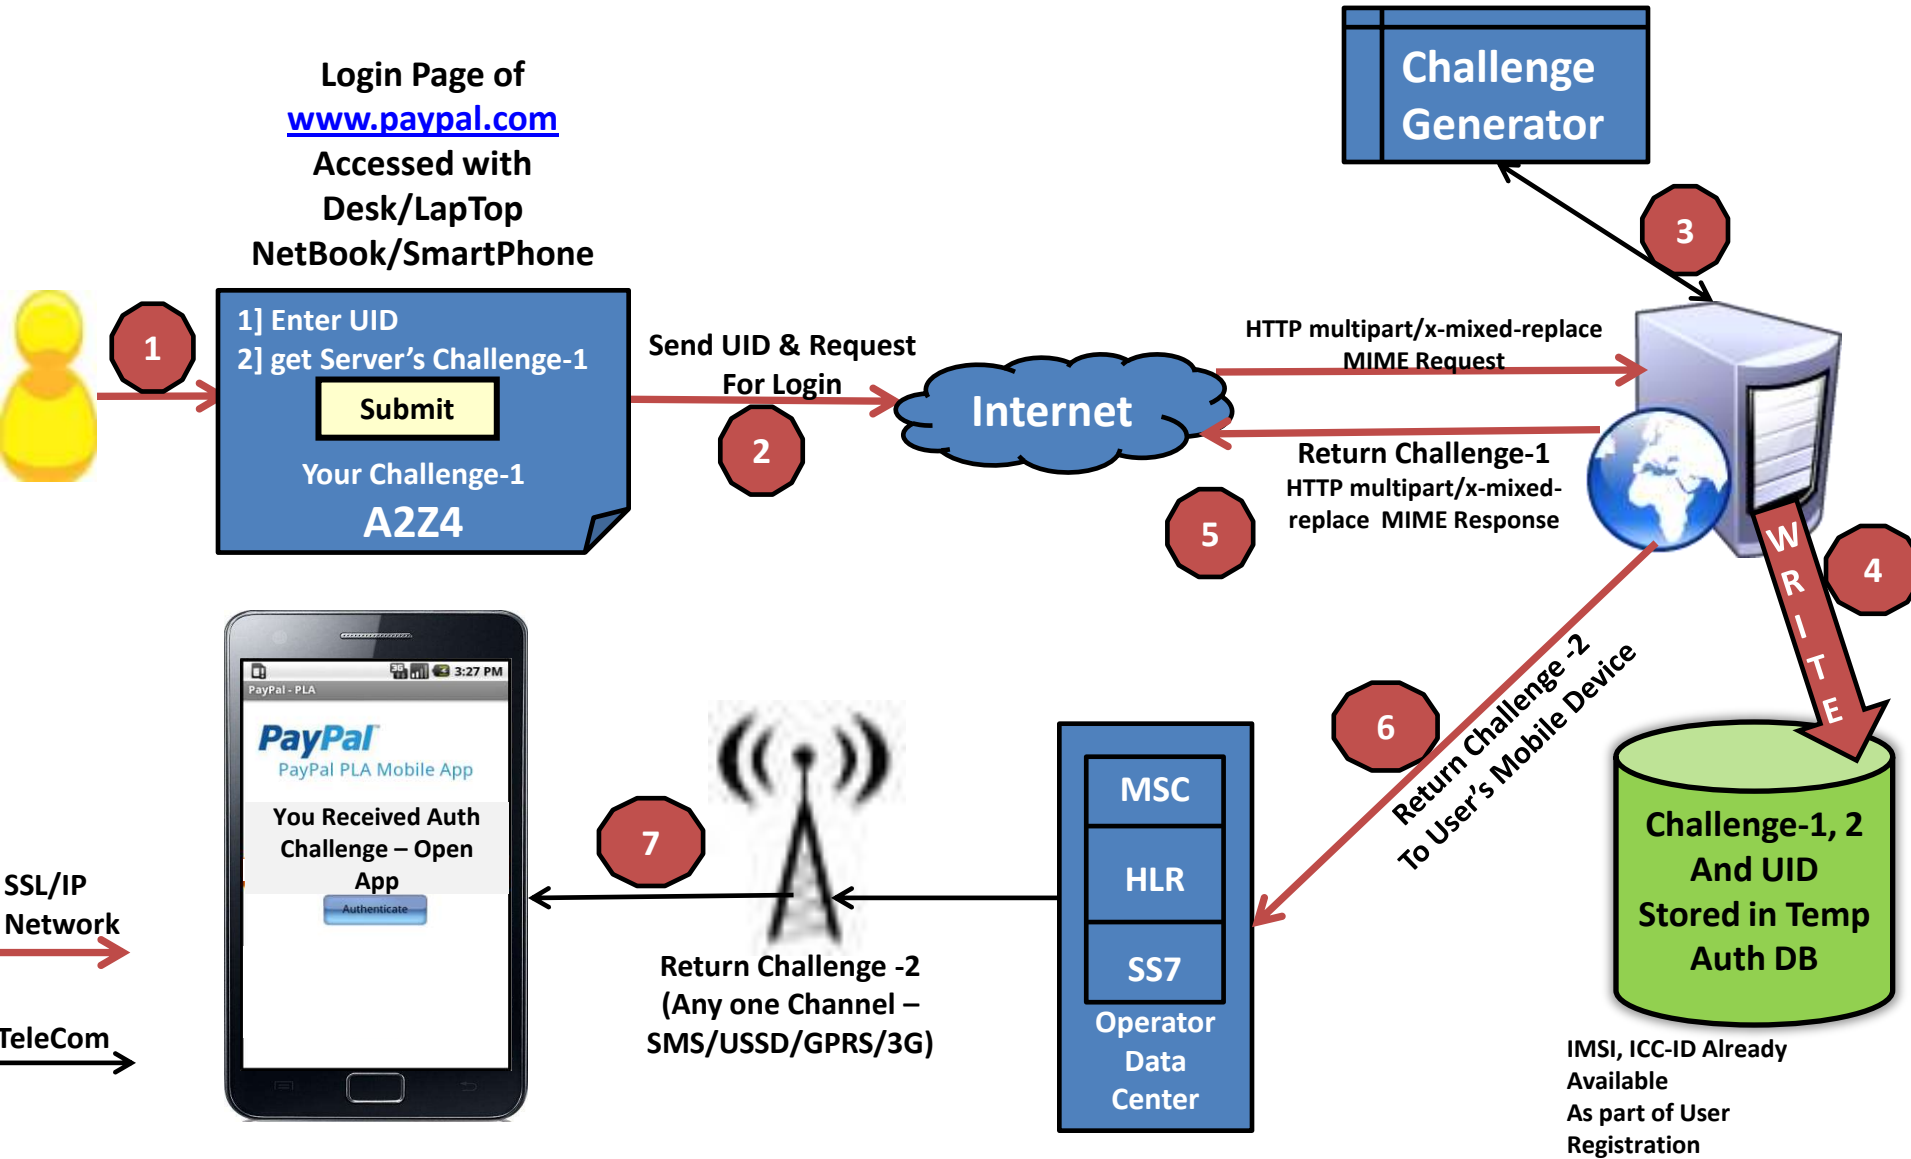 Login Page of
www.paypal.com
Accessed with
Desk/LapTop
NetBook/SmartPhone
Challenge
Generator
3
1
1] Enter UID
2] get Server's Challenge-1
Submit
Your Challenge-1
A2Z4
Send UID & Request
For Login
2
Internet
HTTP multipart/x-mixed-replace
MIME Request
Return Challenge-1
HTTP multipart/x-mixed-
replace MIME Response
5
WRITE
4
6
Return Challenge -2
To User's Mobile Device
3G
3:27 PM
PayPal - PLA
PayPal™
PayPal PLA Mobile App
You Received Auth
Challenge – Open
App
Authenticate
7
Return Challenge -2
(Any one Channel –
SMS/USSD/GPRS/3G)
MSC
HLR
SS7
Operator
Data
Center
Challenge-1, 2
And UID
Stored in Temp
Auth DB
IMSI, ICC-ID Already
Available
As part of User
Registration
SSL/IP
Network
TeleCom